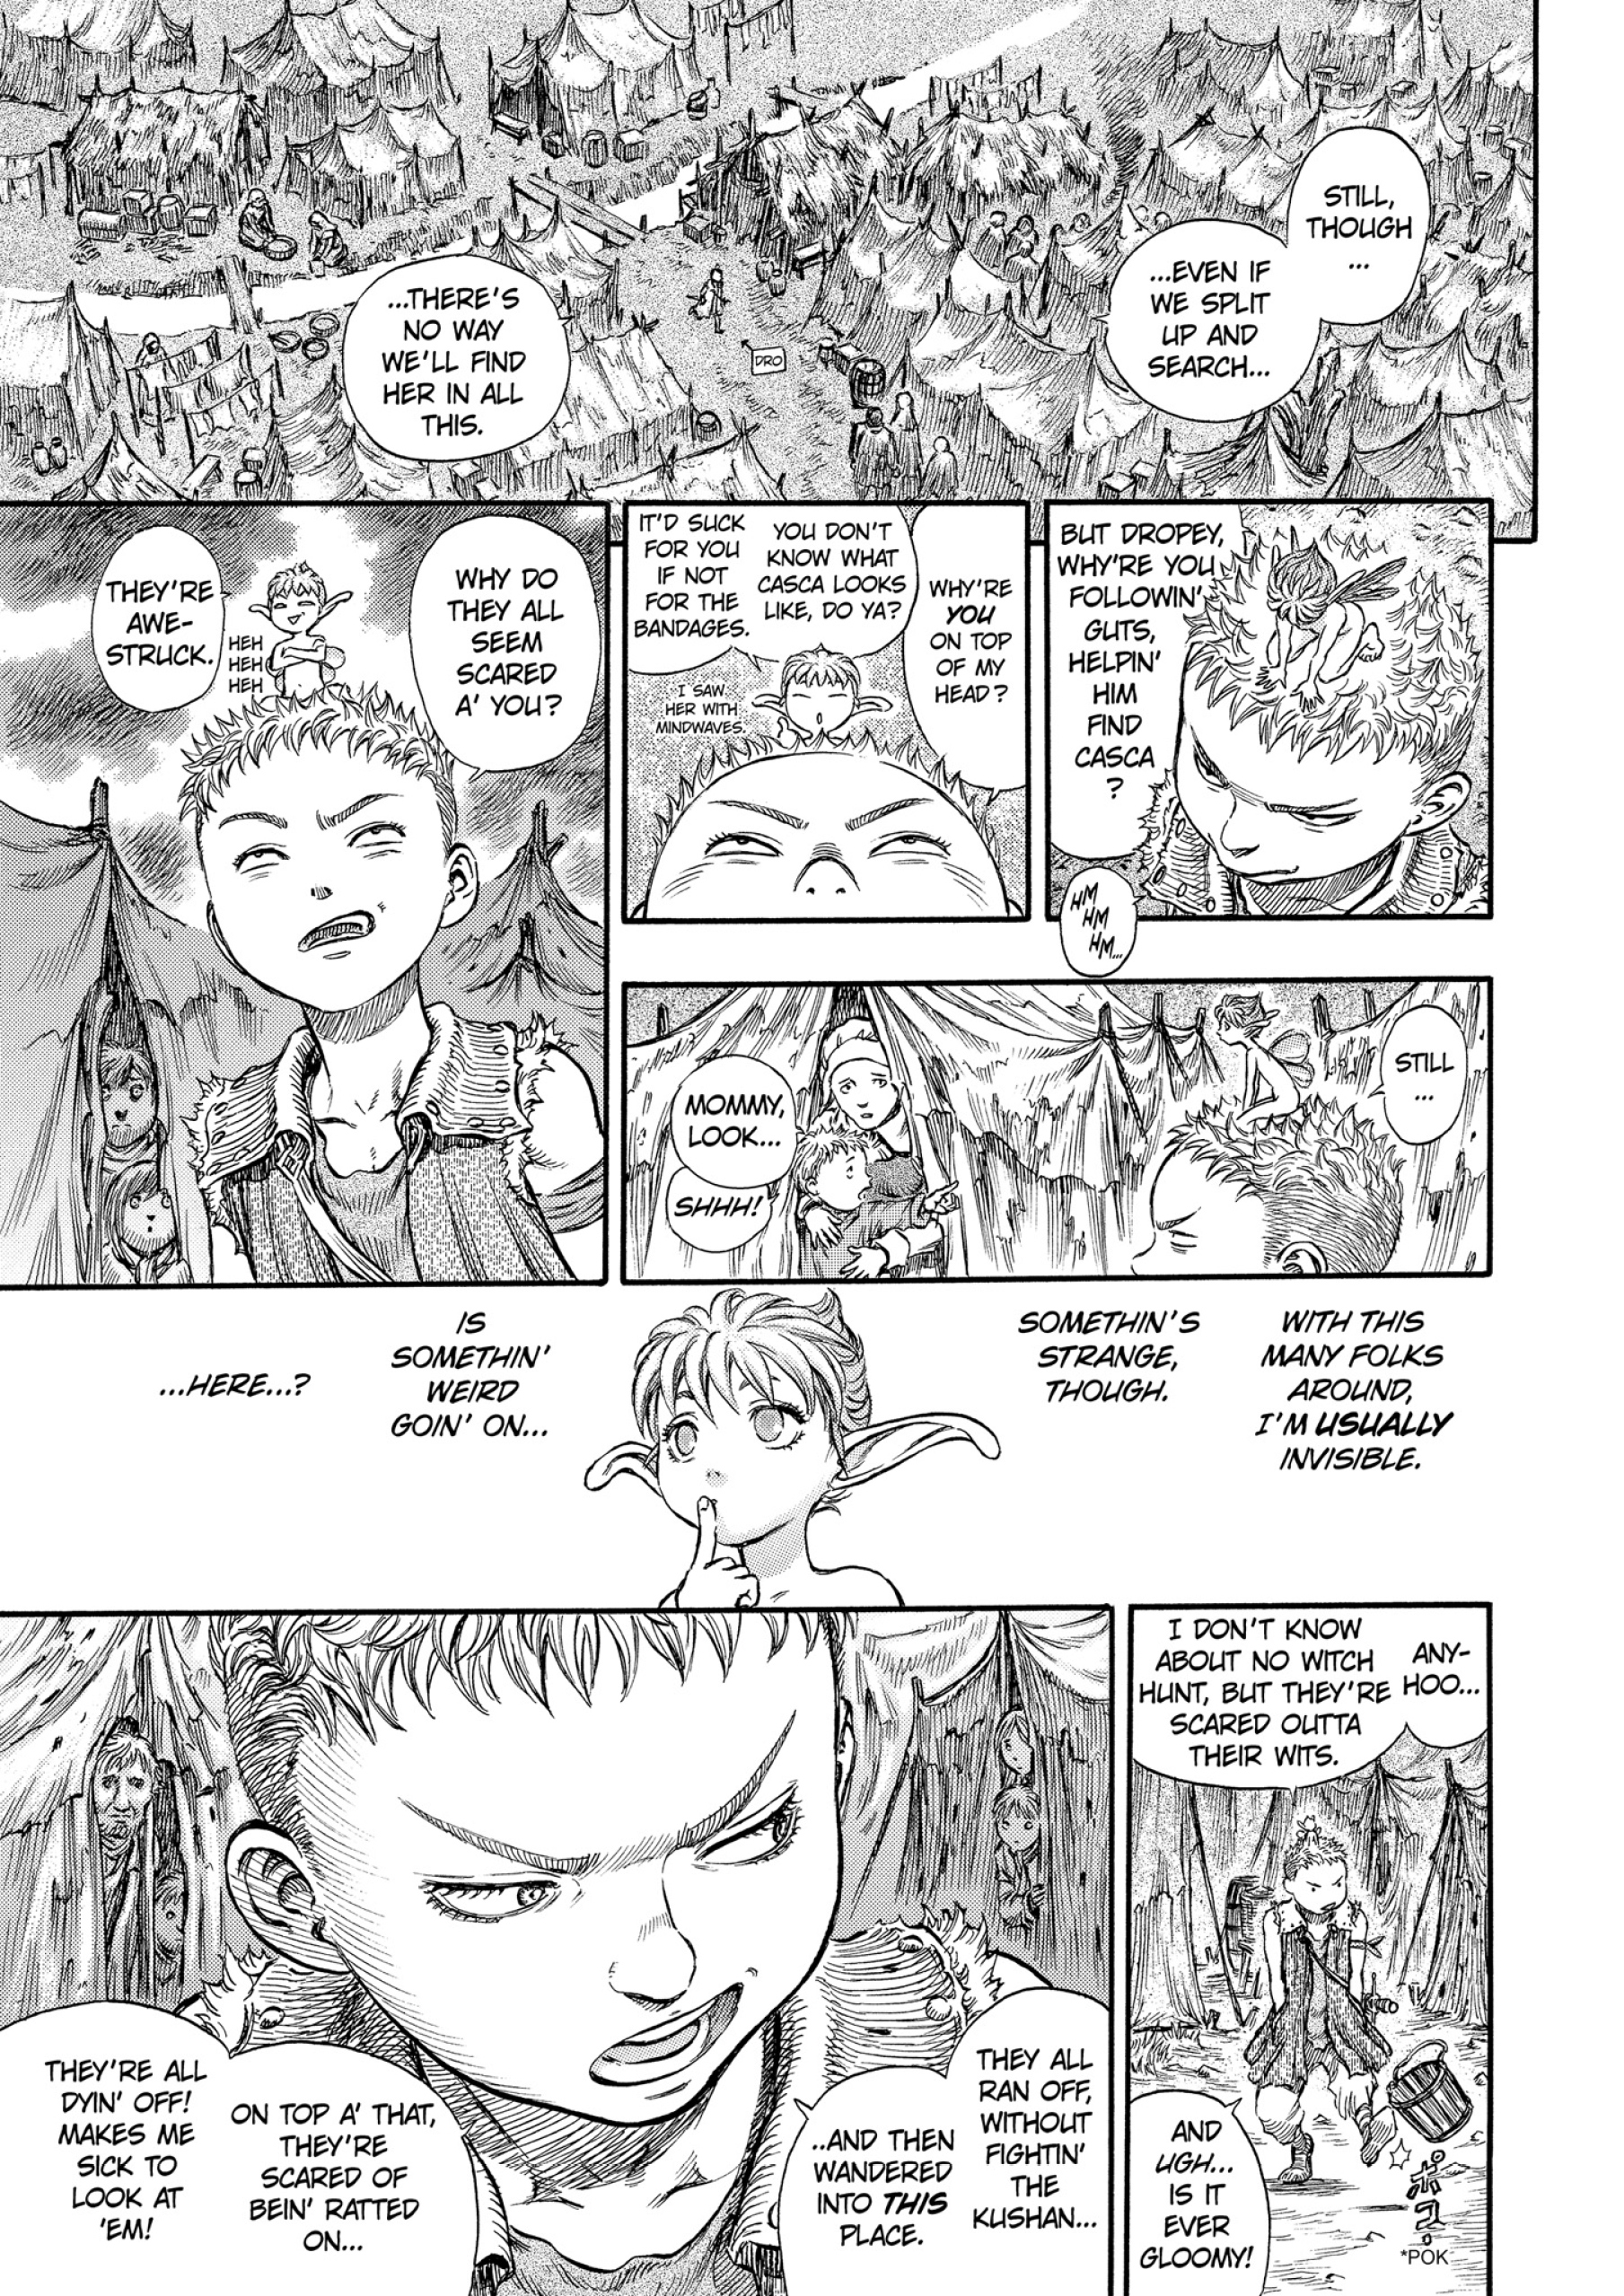 STILL,
THOUGH
...
...EVEN IF
WE SPLIT
UP AND
SEARCH...
...THERE'S
NO WAY
WE'LL FIND
HER IN ALL
THIS.
DRO
BUT DROPEY,
WHY'RE YOU
FOLLOWIN'
GUTS,
HELPIN'
HIM
FIND
CASCA
?
HM
HM
HM...
WHY'RE
YOU
ON TOP
OF MY
HEAD?
YOU DON'T
KNOW WHAT
CASCA LOOKS
LIKE, DO YA?
IT'D SUCK
FOR YOU
IF NOT
FOR THE
BANDAGES.
I SAW
HER WITH
MINDWAVES.
WHY DO
THEY ALL
SEEM
SCARED
A' YOU?
THEY'RE
AWE-
STRUCK.
HEH
HEH
HEH
STILL
...
MOMMY,
LOOK...
SHHH!
WITH THIS
MANY FOLKS
AROUND,
I'M USUALLY
INVISIBLE.
SOMETHIN'S
STRANGE,
THOUGH.
IS
SOMETHIN'
WEIRD
GOIN' ON...
...HERE...?
ANY-
HOO...
I DON'T KNOW
ABOUT NO WITCH
HUNT, BUT THEY'RE
SCARED OUTTA
THEIR WITS.
AND
UGH...
IS IT
EVER
GLOOMY!
ポコ
*POK
THEY ALL
RAN OFF,
WITHOUT
FIGHTIN'
THE
KUSHAN...
..AND THEN
WANDERED
INTO THIS
PLACE.
ON TOP A' THAT,
THEY'RE
SCARED OF
BEIN' RATTED
ON...
THEY'RE ALL
DYIN' OFF!
MAKES ME
SICK TO
LOOK AT
'EM!